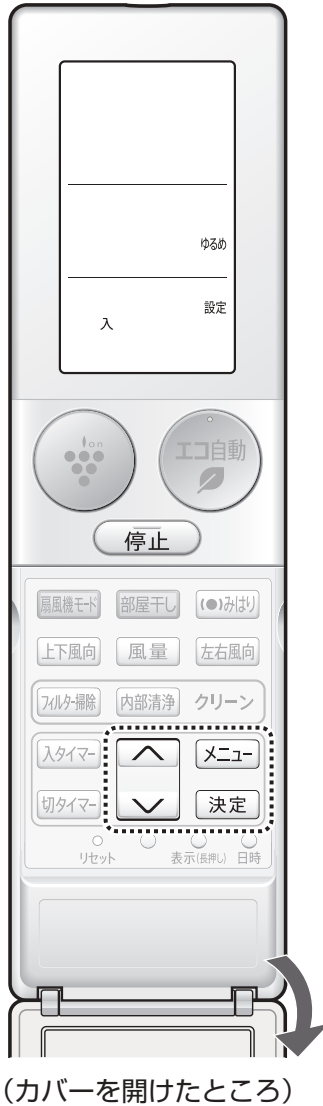 ゆるめ
設定
入
ion
エコ自動
停止
扇風機モード 部屋干し ((●)みはり)
上下風向 風量 左右風向
フィルター掃除 内部清浄 クリーン
入タイマー メニュー
切タイマー 決定
リセット 表示(長押し) 日時
(カバーを開けたところ)